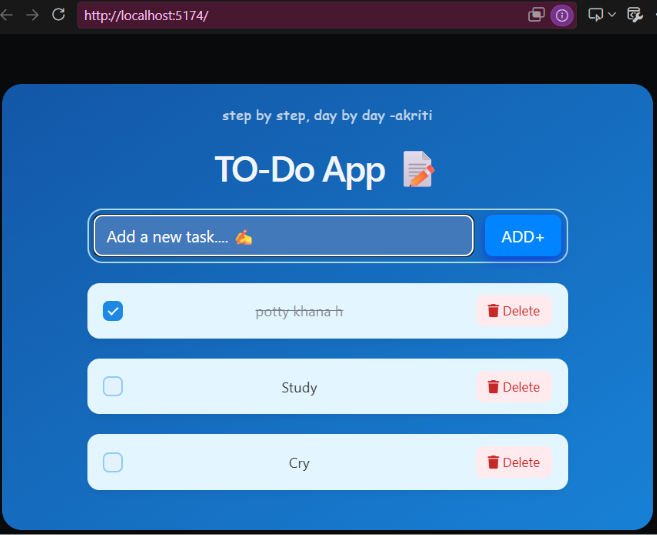 http://localhost:5174/
step by step, day by day -akriti
TO-Do App 📝
Add a new task.... ✍️
ADD+
potty khana h
Delete
Study
Delete
Cry
Delete